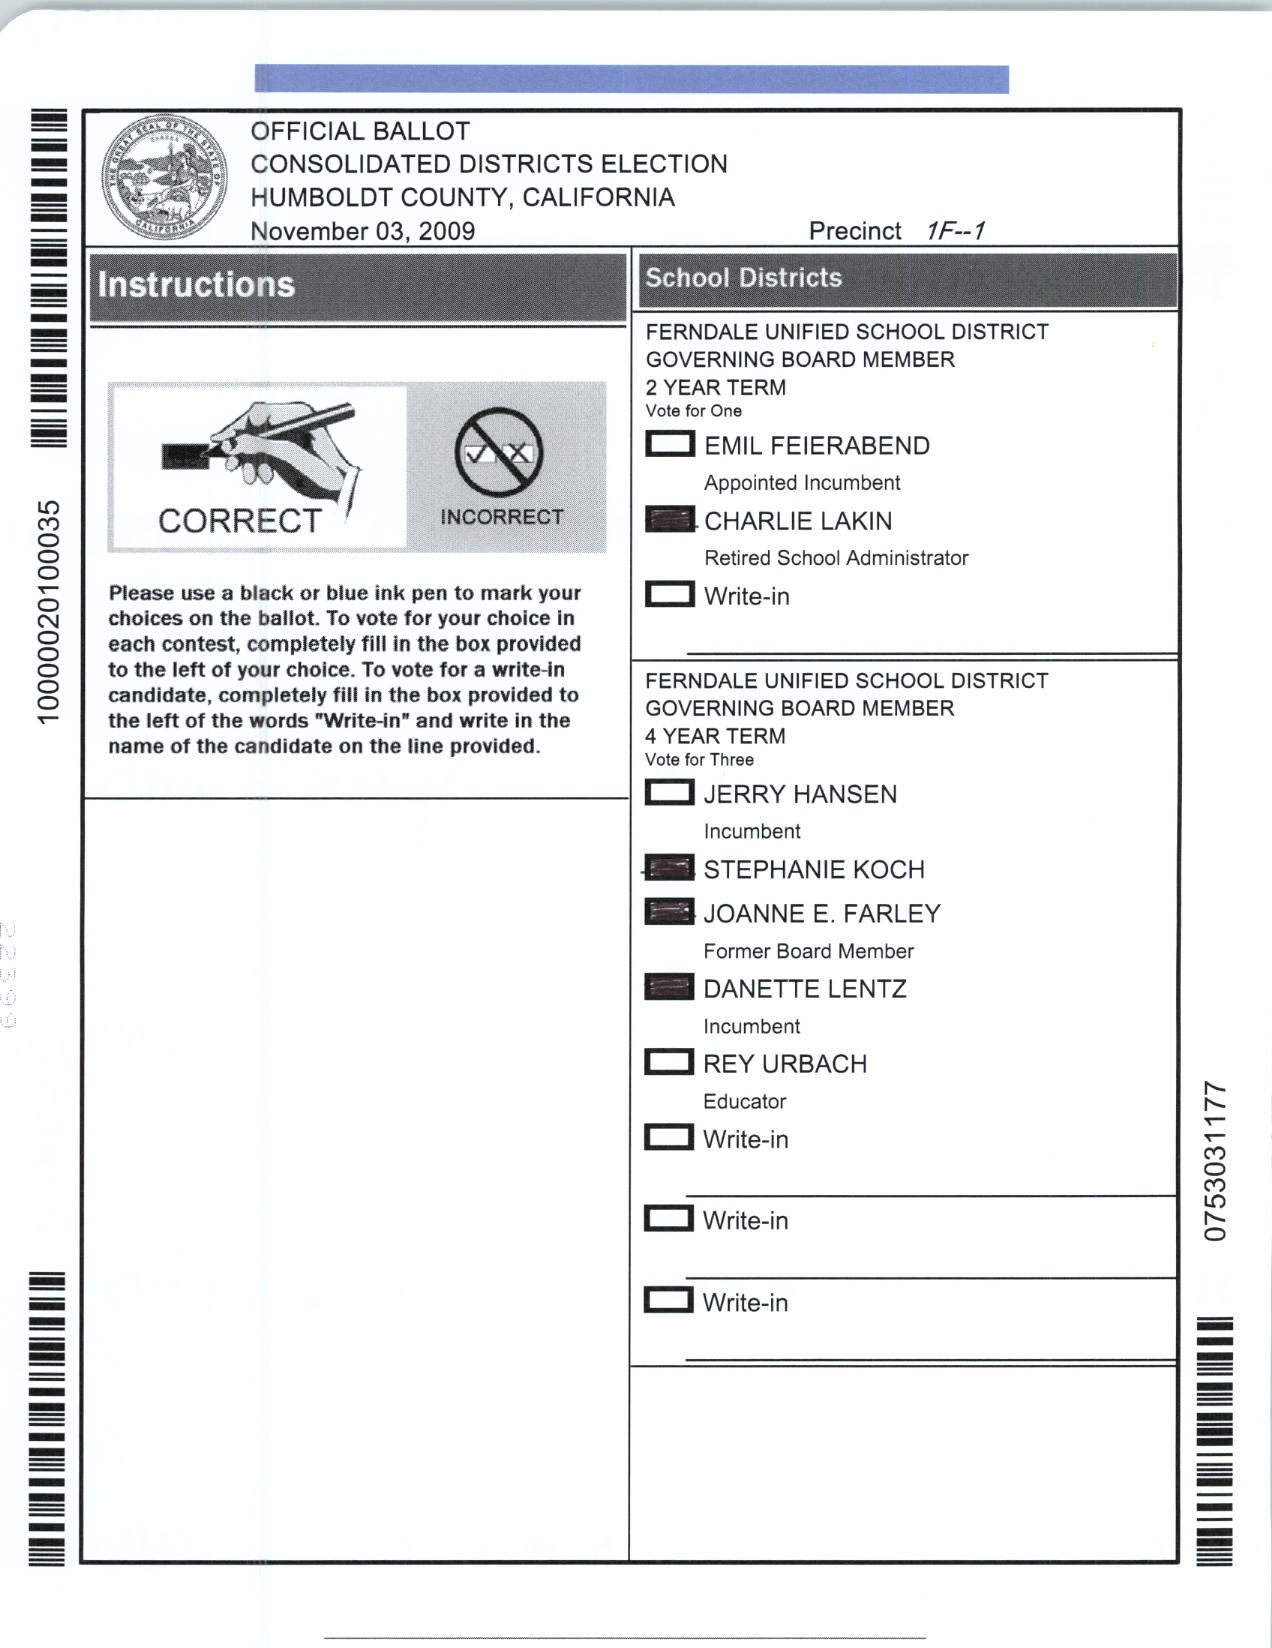 OFFICIAL BALLOT
CONSOLIDATED DISTRICTS ELECTION
HUMBOLDT COUNTY, CALIFORNIA
November 03, 2009 Precinct 1F--1
THE GREAT SEAL OF THE STATE OF CALIFORNIA
Instructions
CORRECT
INCORRECT
Please use a black or blue ink pen to mark your
choices on the ballot. To vote for your choice in
each contest, completely fill in the box provided
to the left of your choice. To vote for a write-in
candidate, completely fill in the box provided to
the left of the words "Write-in" and write in the
name of the candidate on the line provided.
School Districts
FERNDALE UNIFIED SCHOOL DISTRICT
GOVERNING BOARD MEMBER
2 YEAR TERM
Vote for One
EMIL FEIERABEND
Appointed Incumbent
CHARLIE LAKIN
Retired School Administrator
Write-in
FERNDALE UNIFIED SCHOOL DISTRICT
GOVERNING BOARD MEMBER
4 YEAR TERM
Vote for Three
JERRY HANSEN
Incumbent
STEPHANIE KOCH
JOANNE E. FARLEY
Former Board Member
DANETTE LENTZ
Incumbent
REY URBACH
Educator
Write-in
Write-in
Write-in
10000020100035
0753031177